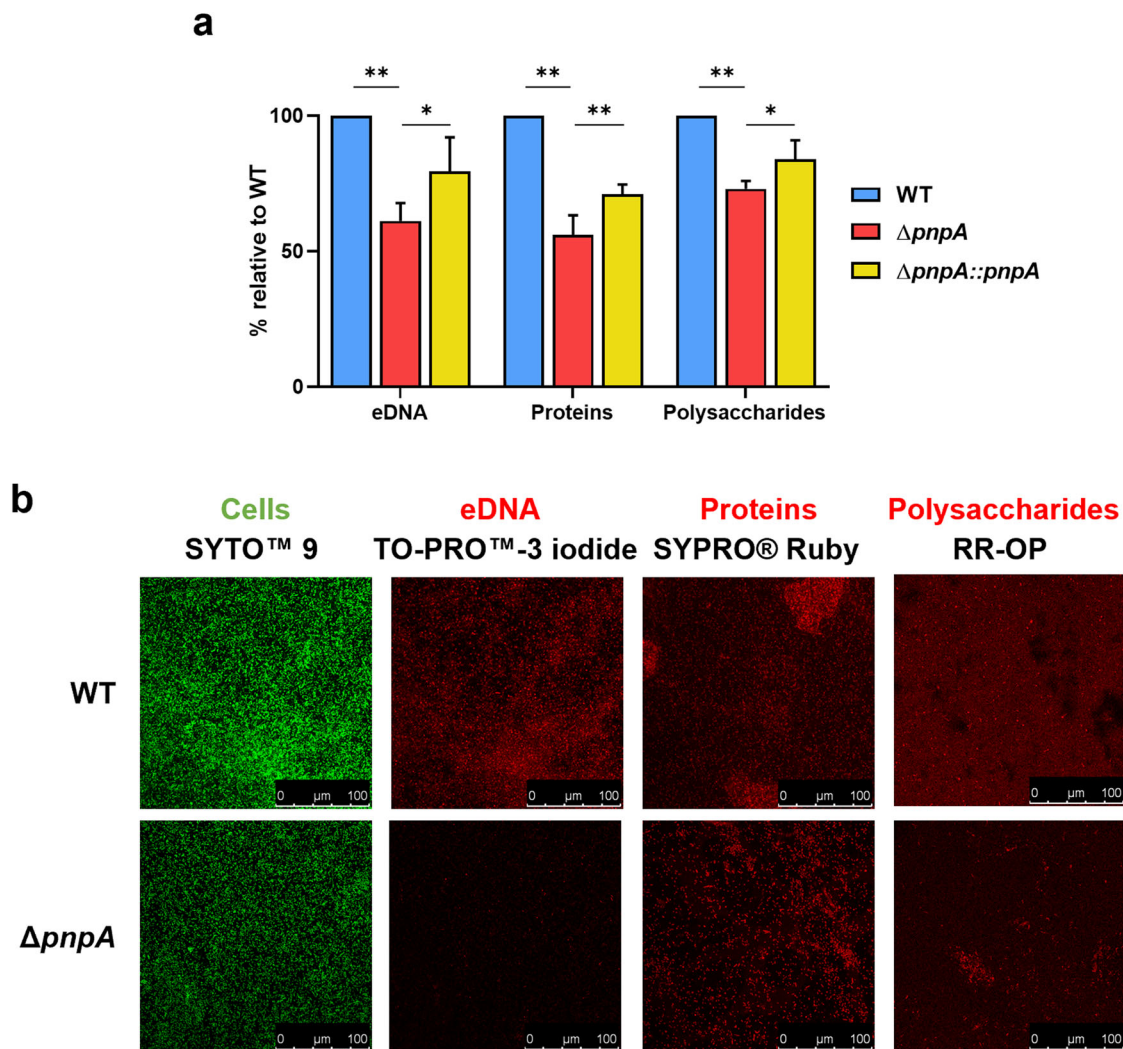 a
** ** **
* ** *
100
50
0
% relative to WT
eDNA Proteins Polysaccharides
WT
ΔpnpA
ΔpnpA::pnpA
b
Cells eDNA Proteins Polysaccharides
SYTO™ 9 TO-PRO™-3 iodide SYPRO® Ruby RR-OP
WT
0 µm 100 0 µm 100 0 µm 100 0 µm 100
ΔpnpA
0 µm 100 0 µm 100 0 µm 100 0 µm 100